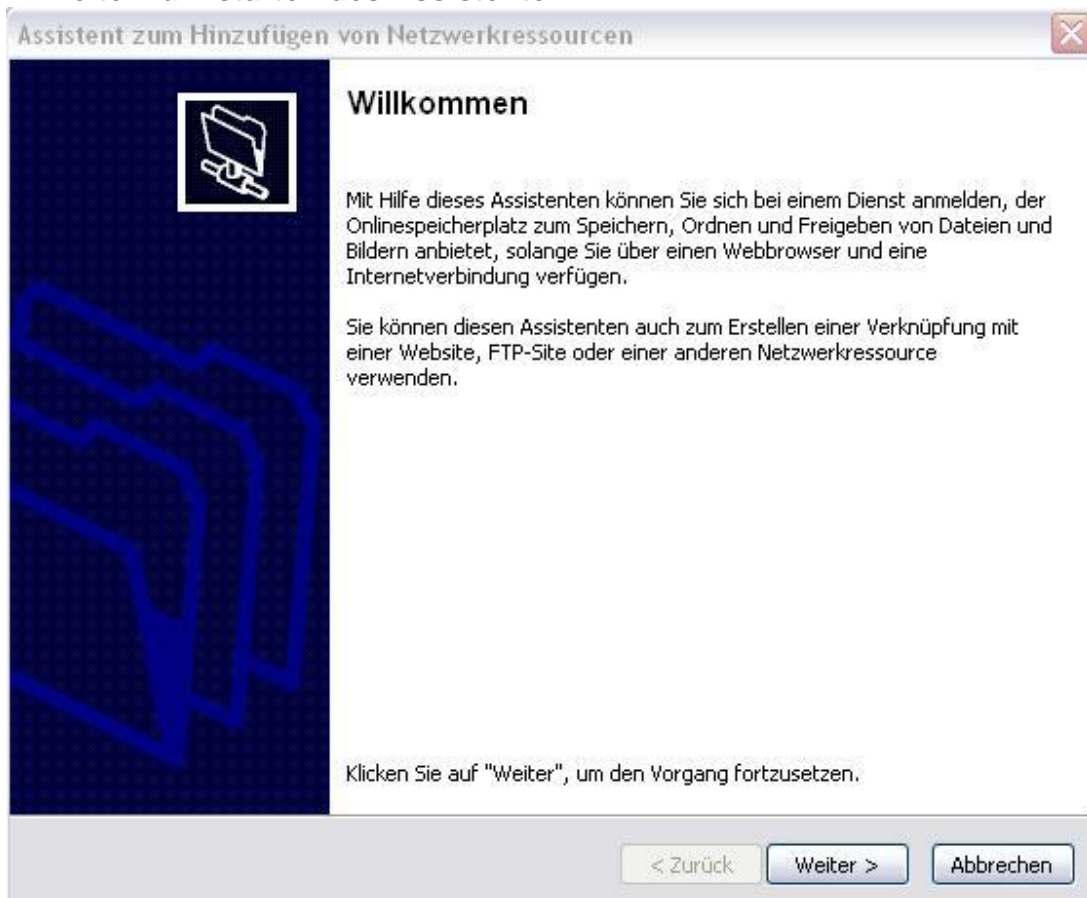 Assistent zum Hinzufügen von Netzwerkressourcen
Willkommen
Mit Hilfe dieses Assistenten können Sie sich bei einem Dienst anmelden, der
Onlinespeicherplatz zum Speichern, Ordnen und Freigeben von Dateien und
Bildern anbietet, solange Sie über einen Webbrowser und eine
Internetverbindung verfügen.
Sie können diesen Assistenten auch zum Erstellen einer Verknüpfung mit
einer Website, FTP-Site oder einer anderen Netzwerkressource
verwenden.
Klicken Sie auf "Weiter", um den Vorgang fortzusetzen.
< Zurück Weiter > Abbrechen